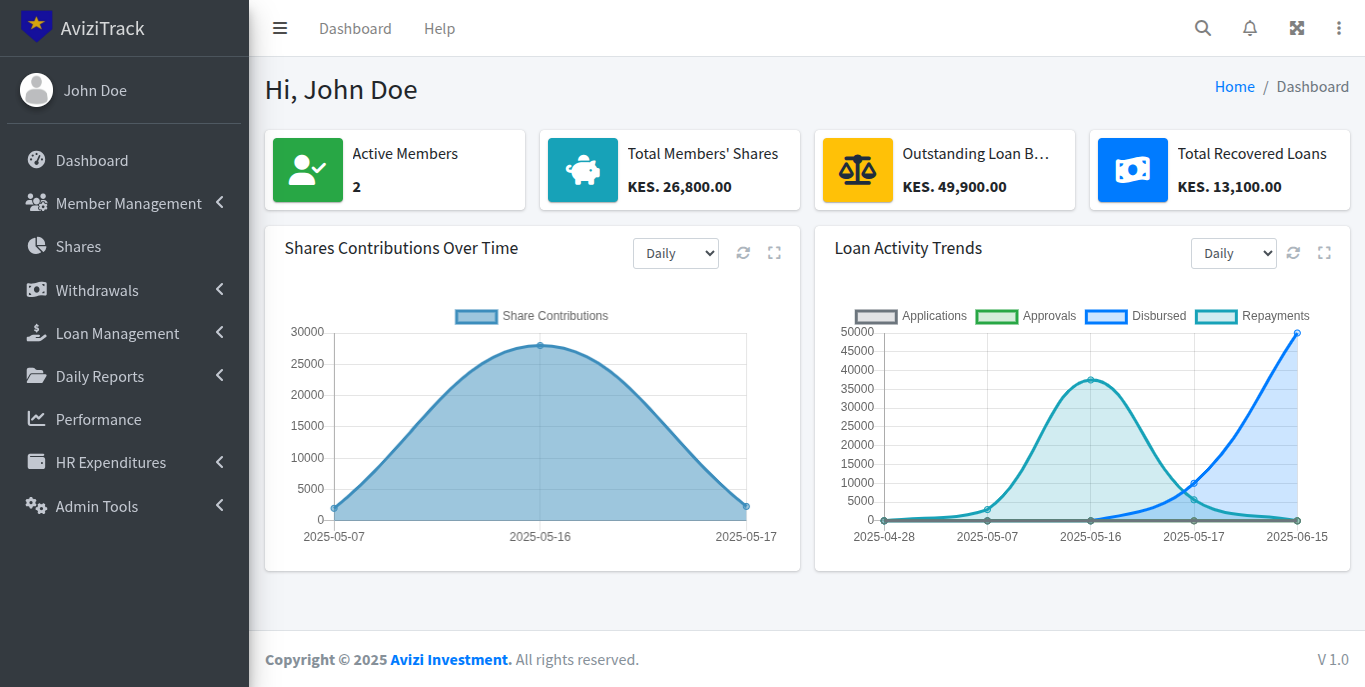 AviziTrack
John Doe
Dashboard
Member Management
Shares
Withdrawals
Loan Management
Daily Reports
Performance
HR Expenditures
Admin Tools
Dashboard Help
Hi, John Doe
Home / Dashboard
Active Members
2
Total Members' Shares
KES. 26,800.00
Outstanding Loan B...
KES. 49,900.00
Total Recovered Loans
KES. 13,100.00
Shares Contributions Over Time
Daily
Share Contributions
30000
25000
20000
15000
10000
5000
0
2025-05-07 2025-05-16 2025-05-17
Loan Activity Trends
Daily
Applications Approvals Disbursed Repayments
50000
45000
40000
35000
30000
25000
20000
15000
10000
5000
0
2025-04-28 2025-05-07 2025-05-16 2025-05-17 2025-06-15
Copyright © 2025 Avizi Investment. All rights reserved.
V 1.0